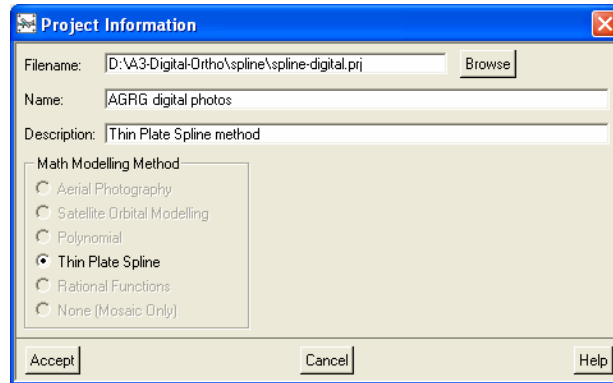 Project Information
Filename: D:\A3-Digital-Ortho\spline\spline-digital.prj Browse
Name: AGRG digital photos
Description: Thin Plate Spline method
Math Modelling Method
Aerial Photography
Satellite Orbital Modelling
Polynomial
Thin Plate Spline
Rational Functions
None (Mosaic Only)
Accept Cancel Help